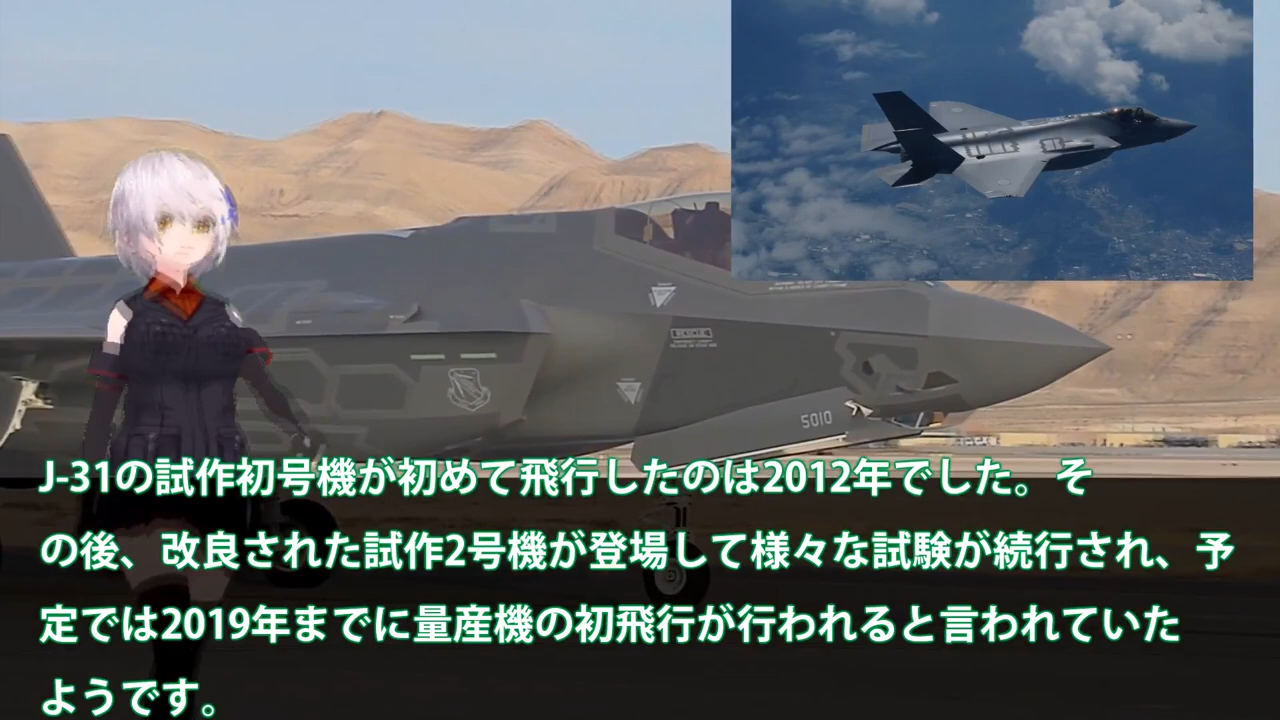 RESCUE
5010
J-31の試作初号機が初めて飛行したのは2012年でした。そ
の後、改良された試作2号機が登場して様々な試験が続行され、予
定では2019年までに量産機の初飛行が行われると言われていた
ようです。